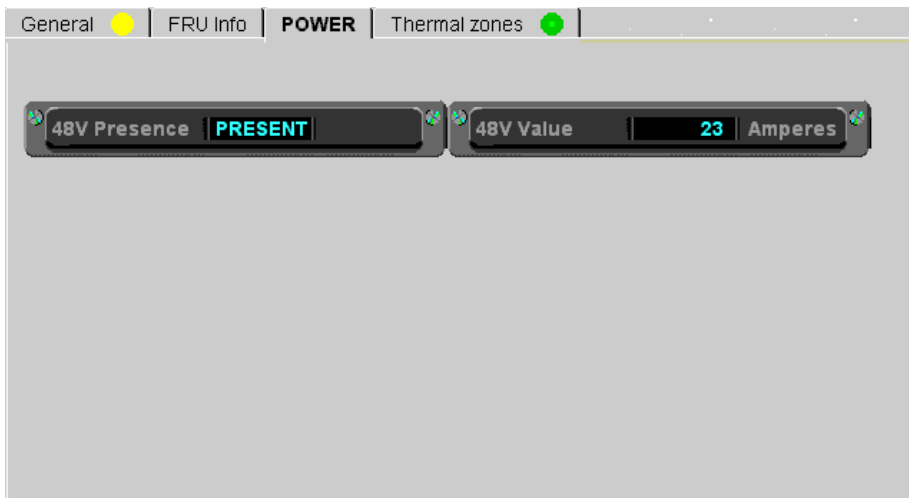 General FRU Info POWER Thermal zones
48V Presence PRESENT 48V Value 23 Amperes